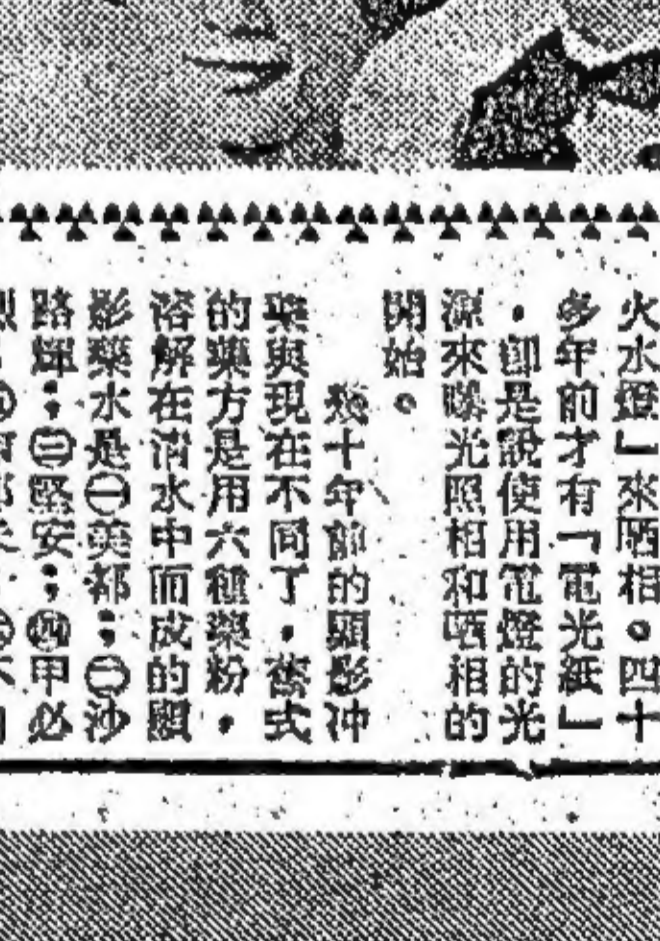 火水燈」來晒相。四十
多年前才有「電光紙」
,卽是說使用電燈的光
源來曝光照相和晒相的
開始。
幾十年前的顯影冲
藥與現在不同了,舊式
的藥方是用六種藥粉,
溶解在清水中而成的顯
影藥水是㊀美都;㊁沙
路輝;㊂堅安;㊃甲必